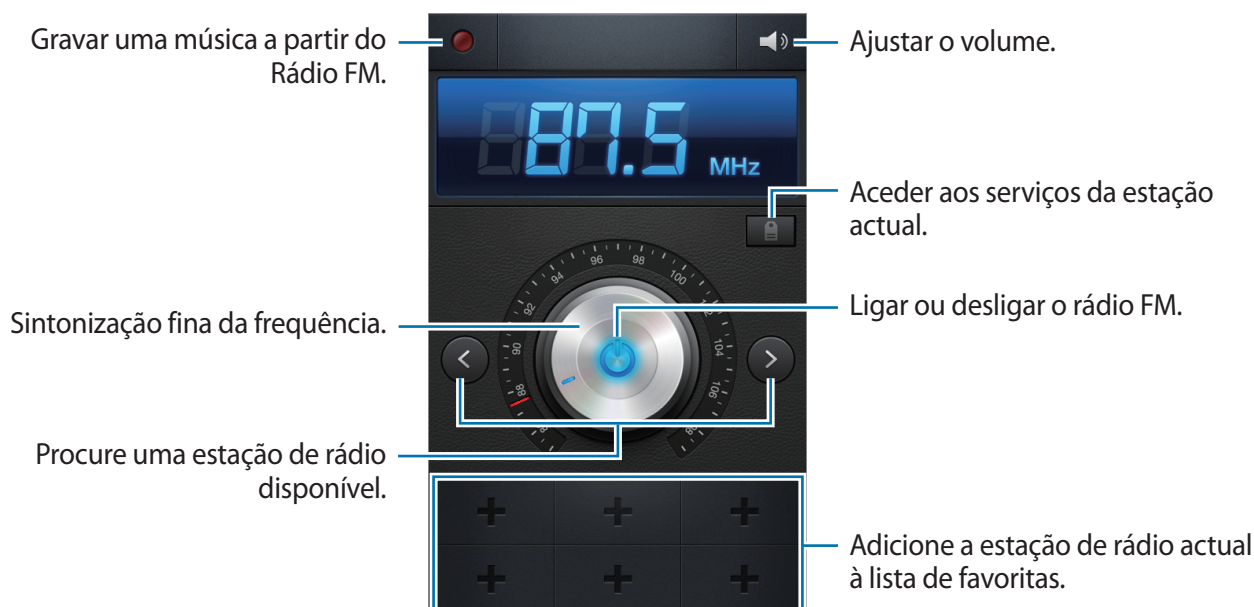 Gravar uma música a partir do
Rádio FM.
Ajustar o volume.
87.5 MHz
Aceder aos serviços da estação
actual.
94
96
98
100
92
90
88
104
106
Sintonização fina da frequência.
Ligar ou desligar o rádio FM.
Procure uma estação de rádio
disponível.
Adicione a estação de rádio actual
à lista de favoritas.